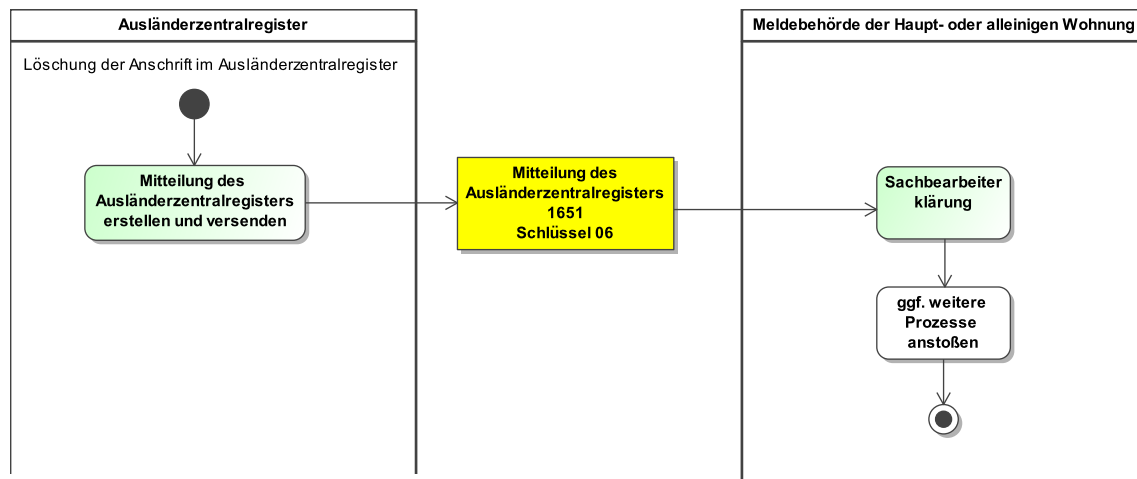 Ausländerzentralregister
Löschung der Anschrift im Ausländerzentralregister
Mitteilung des
Ausländerzentralregisters
erstellen und versenden
Mitteilung des
Ausländerzentralregisters
1651
Schlüssel 06
Meldebehörde der Haupt- oder alleinigen Wohnung
Sachbearbeiter
klärung
ggf. weitere
Prozesse
anstoßen